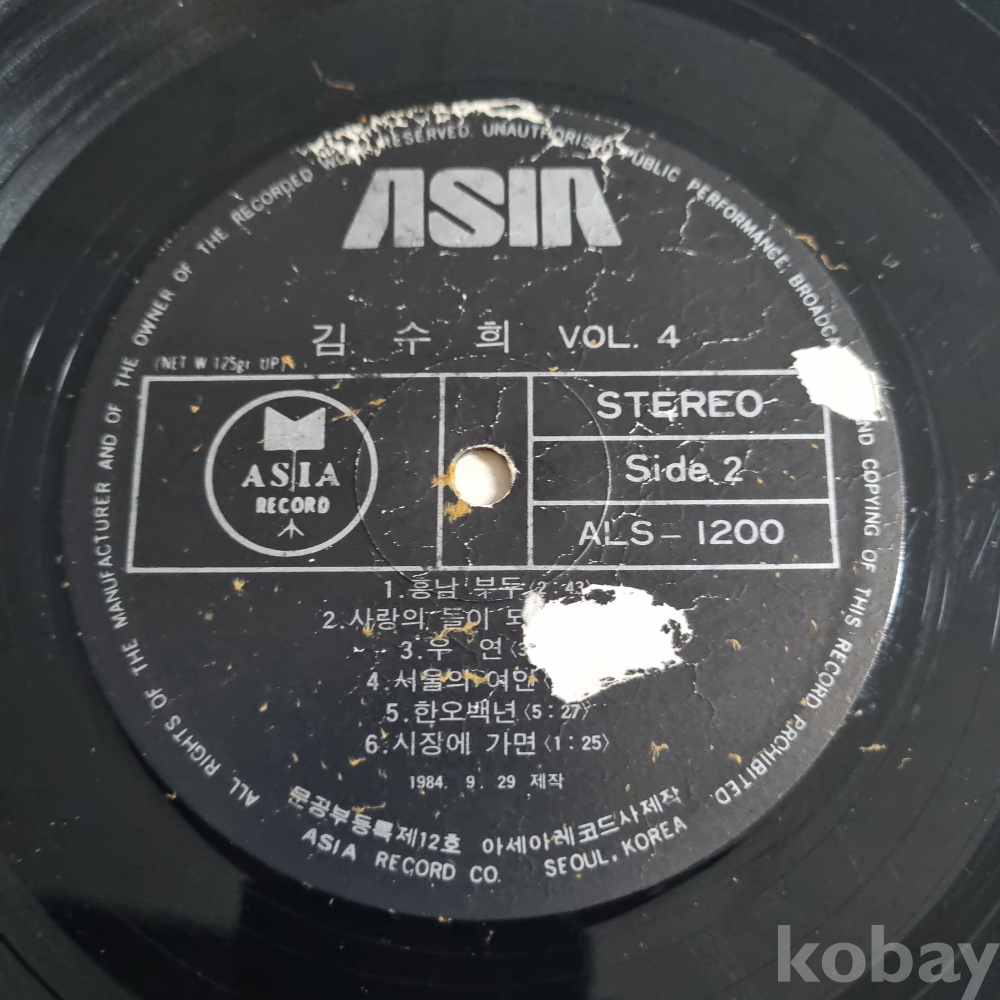 ALL RIGHTS OF THE MANUFACTURER AND OF THE OWNER OF THE RECORDED RESERVED. UNAUTHORISED PUBLIC PERFORMANCE, COPYING OF THIS RECORD PROHIBITED
ASIA
김 수 희 VOL. 4
(NET W 125gr UP)
ASIA
RECORD
STEREO
Side. 2
ALS - 1200
1. 흥남 부두 〈2 : 43〉
2. 사랑의 돌이
3. 우 연
4. 서울의 여인
5. 한오백년 〈5 : 27〉
6. 시장에 가면 〈1 : 25〉
1984. 9. 29 제작
문공부등록제12호 아세아레코드사제작
ASIA RECORD CO. SEOUL, KOREA
kobay